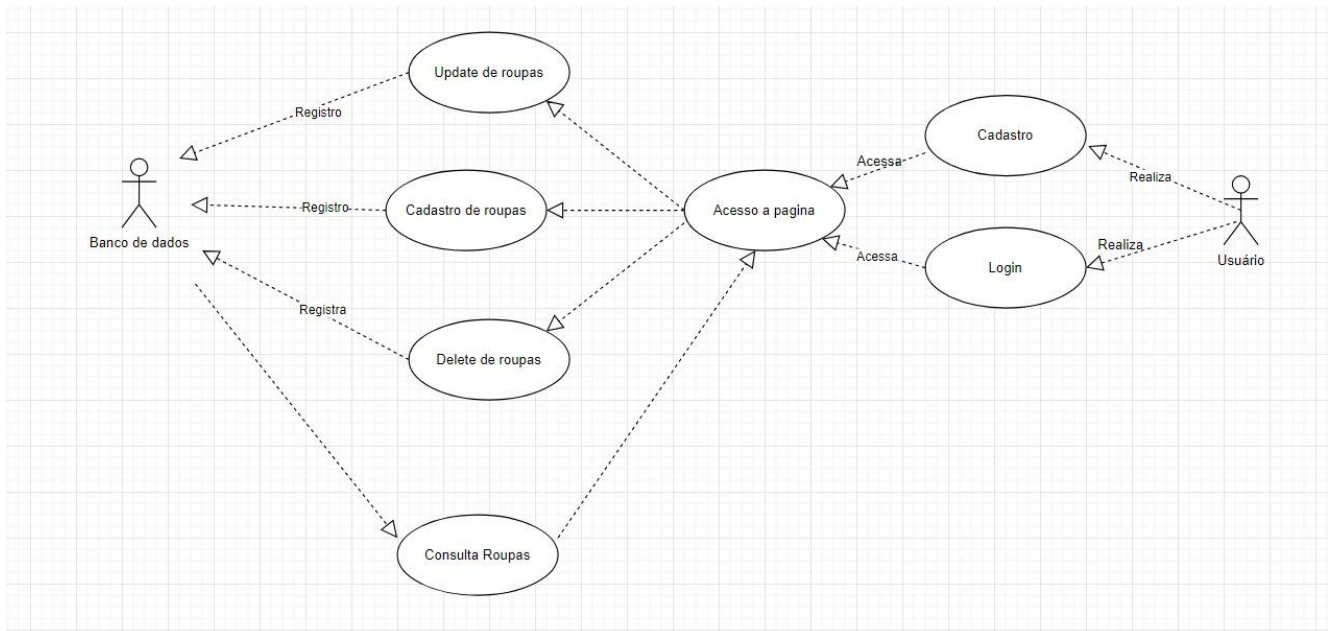 Update de roupas
Registro
Cadastro
Acessa
Realiza
Registro
Cadastro de roupas
Acesso a pagina
Banco de dados
Realiza
Acessa
Login
Usuário
Registra
Delete de roupas
Consulta Roupas